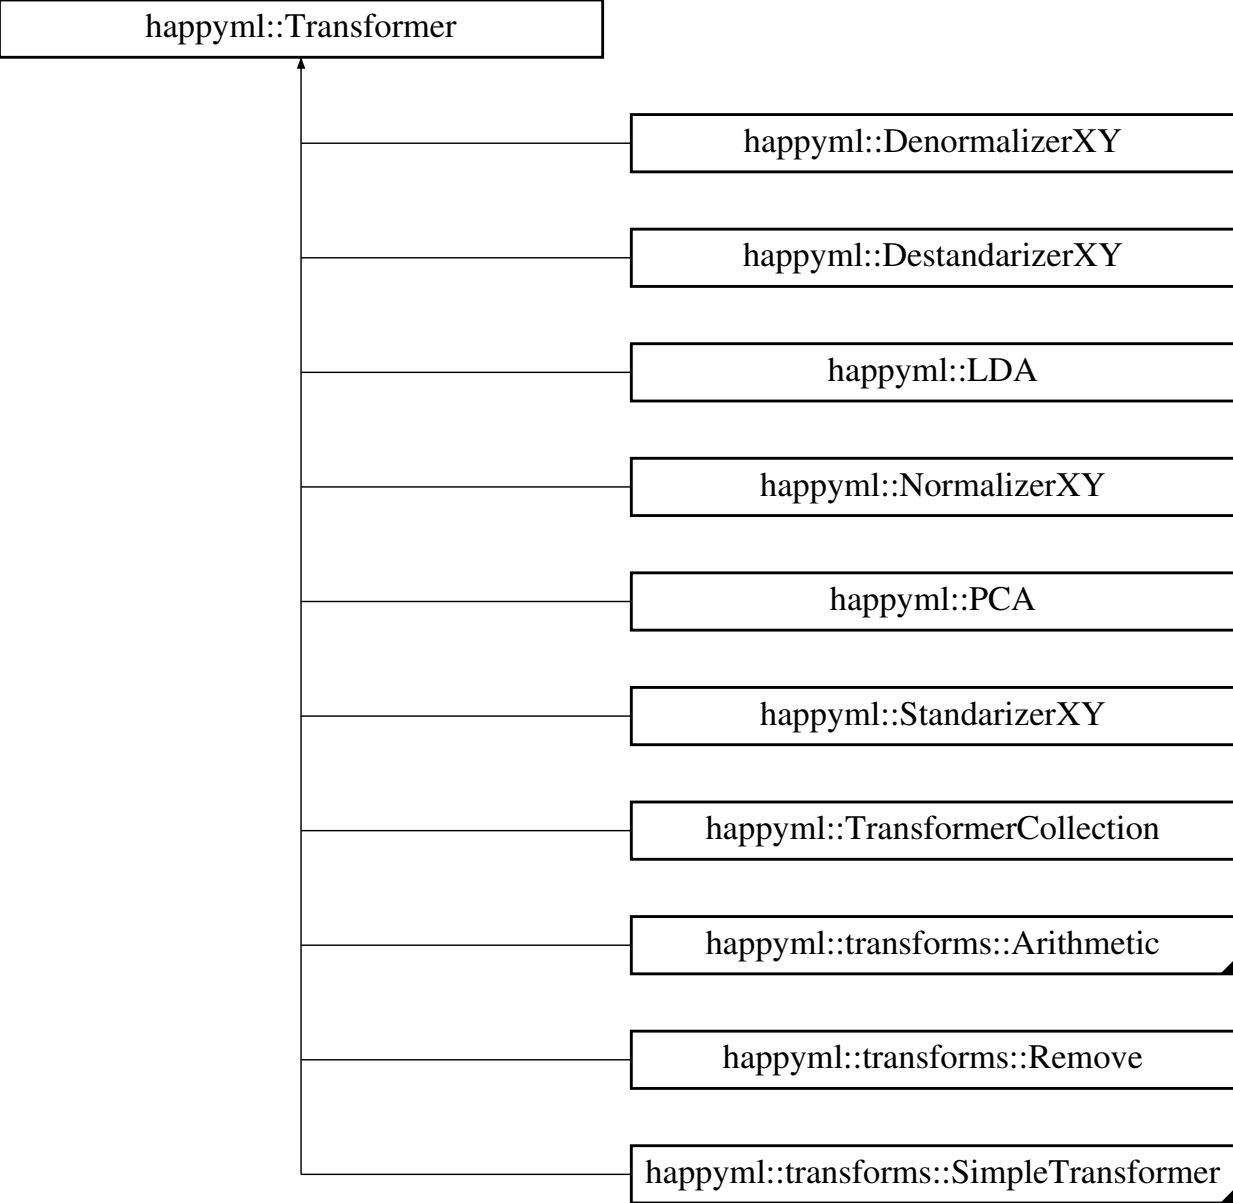 happyml::Transformer
happyml::DenormalizerXY
happyml::DestandarizerXY
happyml::LDA
happyml::NormalizerXY
happyml::PCA
happyml::StandarizerXY
happyml::TransformerCollection
happyml::transforms::Arithmetic
happyml::transforms::Remove
happyml::transforms::SimpleTransformer